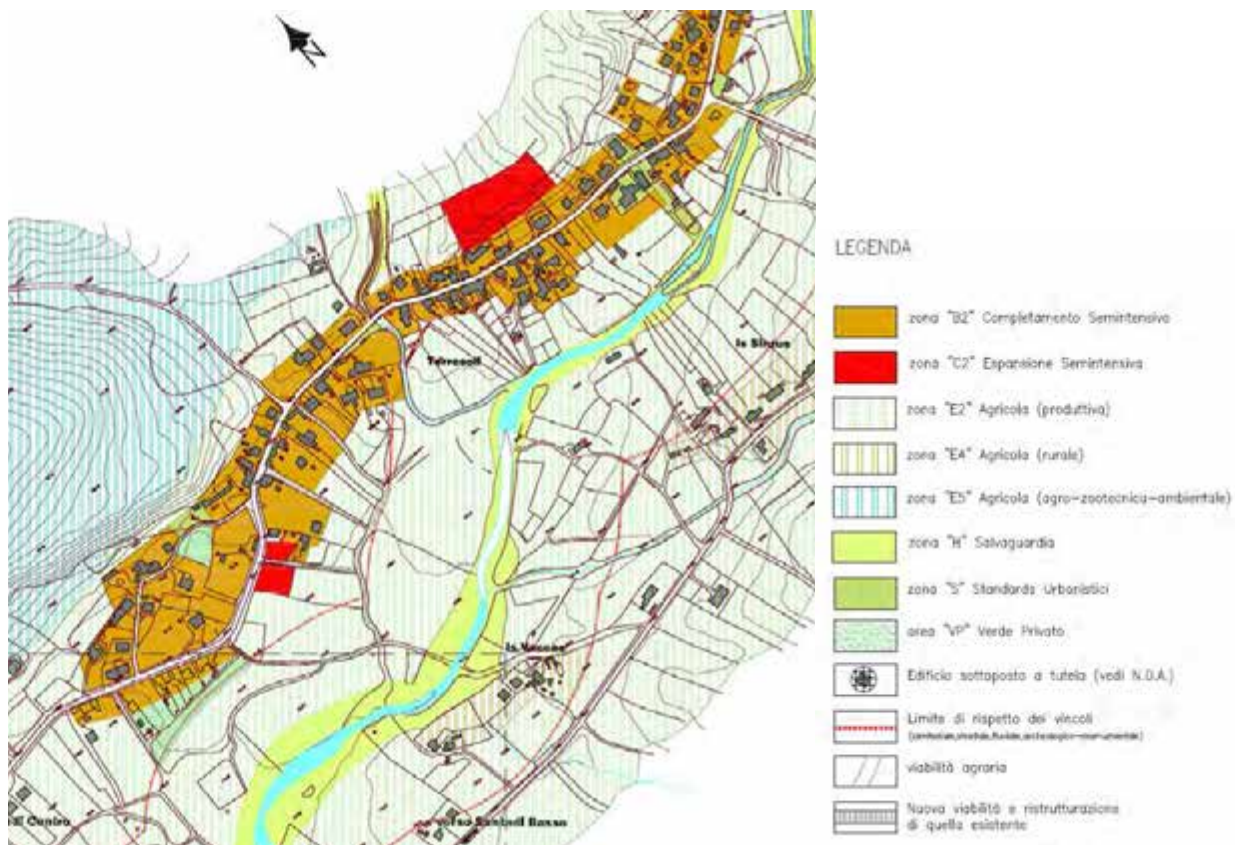 N
Terresoli
LEGENDA
zona "B2" Completamento Semintensivo
zona "C2" Espansione Semintensiva
zona "E2" Agricola (produttiva)
zona "E4" Agricola (rurale)
zona "E5" Agricola (agro-zootecnica-ambientale)
zona "H" Salvaguardia
zona "S" Standards Urbanistici
area "VP" Verde Privato
Edificio sottoposto a tutela (vedi N.D.A.)
Limite di rispetto dei vincoli
viabilità agraria
Nuova viabilità e ristrutturazione
di quella esistente